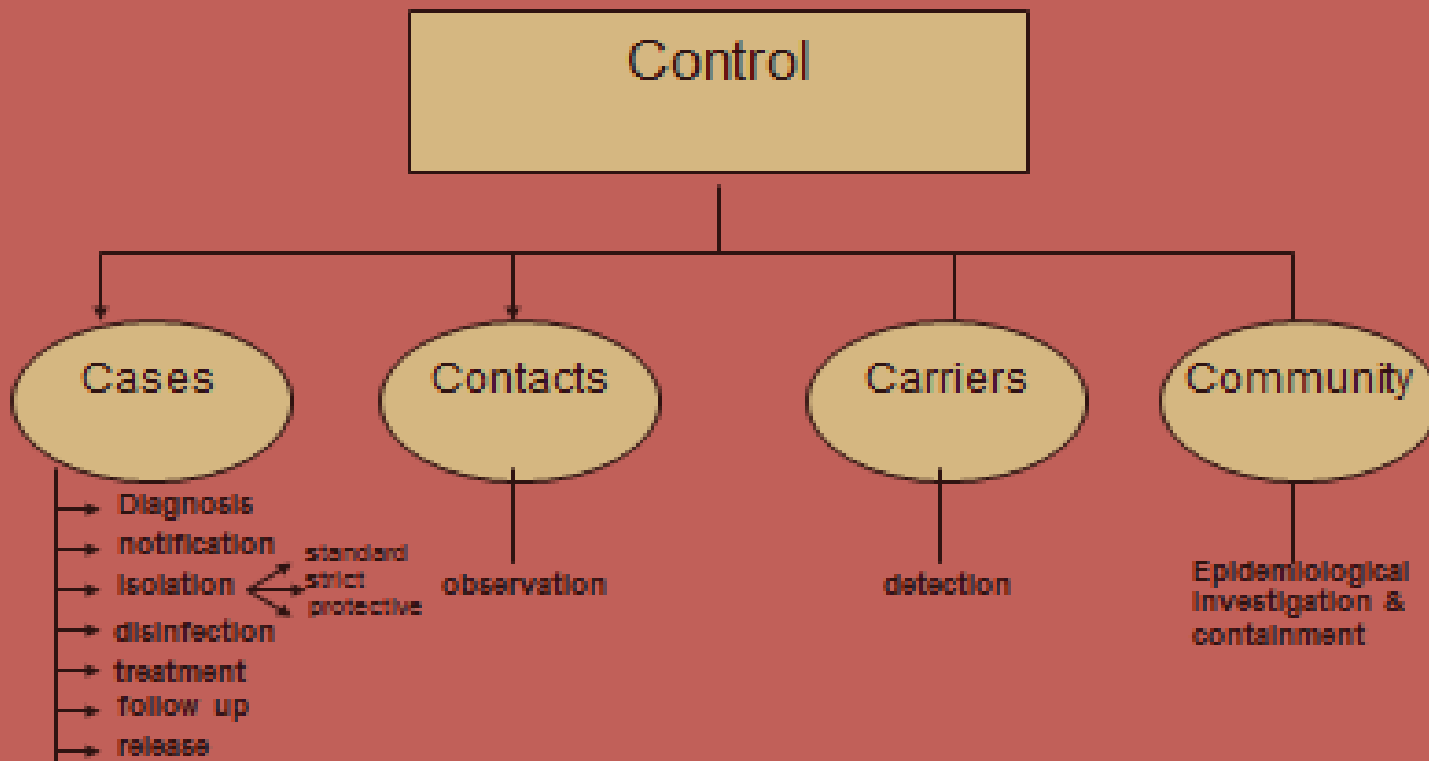 Control
Cases
Contacts
Carriers
Community
Diagnosis
notification
isolation
standard
strict
protective
disinfection
treatment
follow up
release
observation
detection
Epidemiological
investigation &
containment